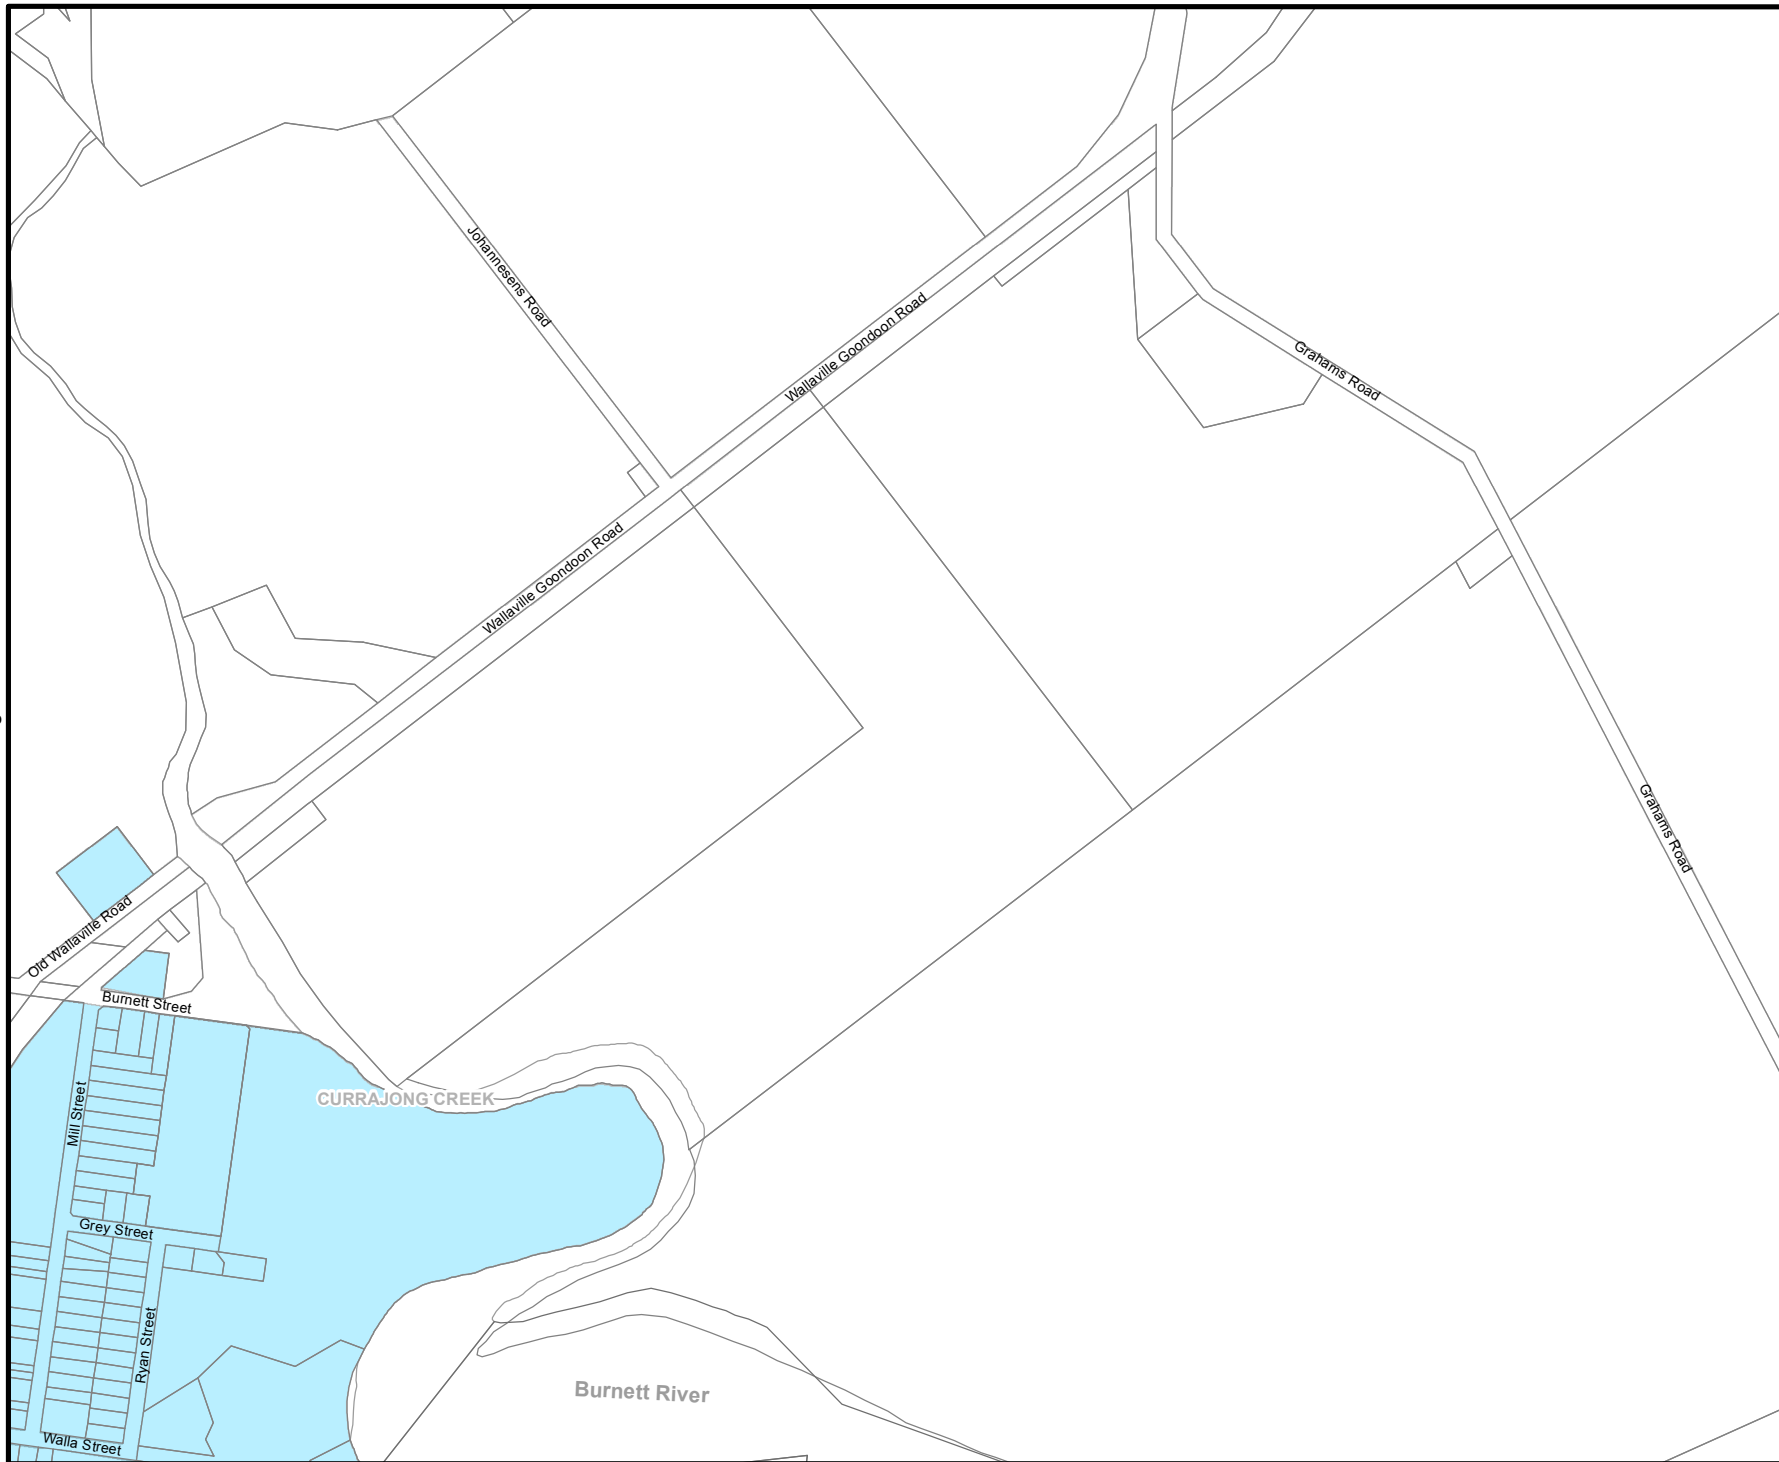 Johannesens Road
Wallaville Goondoon Road
Grahams Road
Wallaville Goondoon Road
Grahams Road
Old Wallaville Road
Burnett Street
CURRAJONG CREEK
Mill Street
Grey Street
Ryan Street
Burnett River
Walla Street